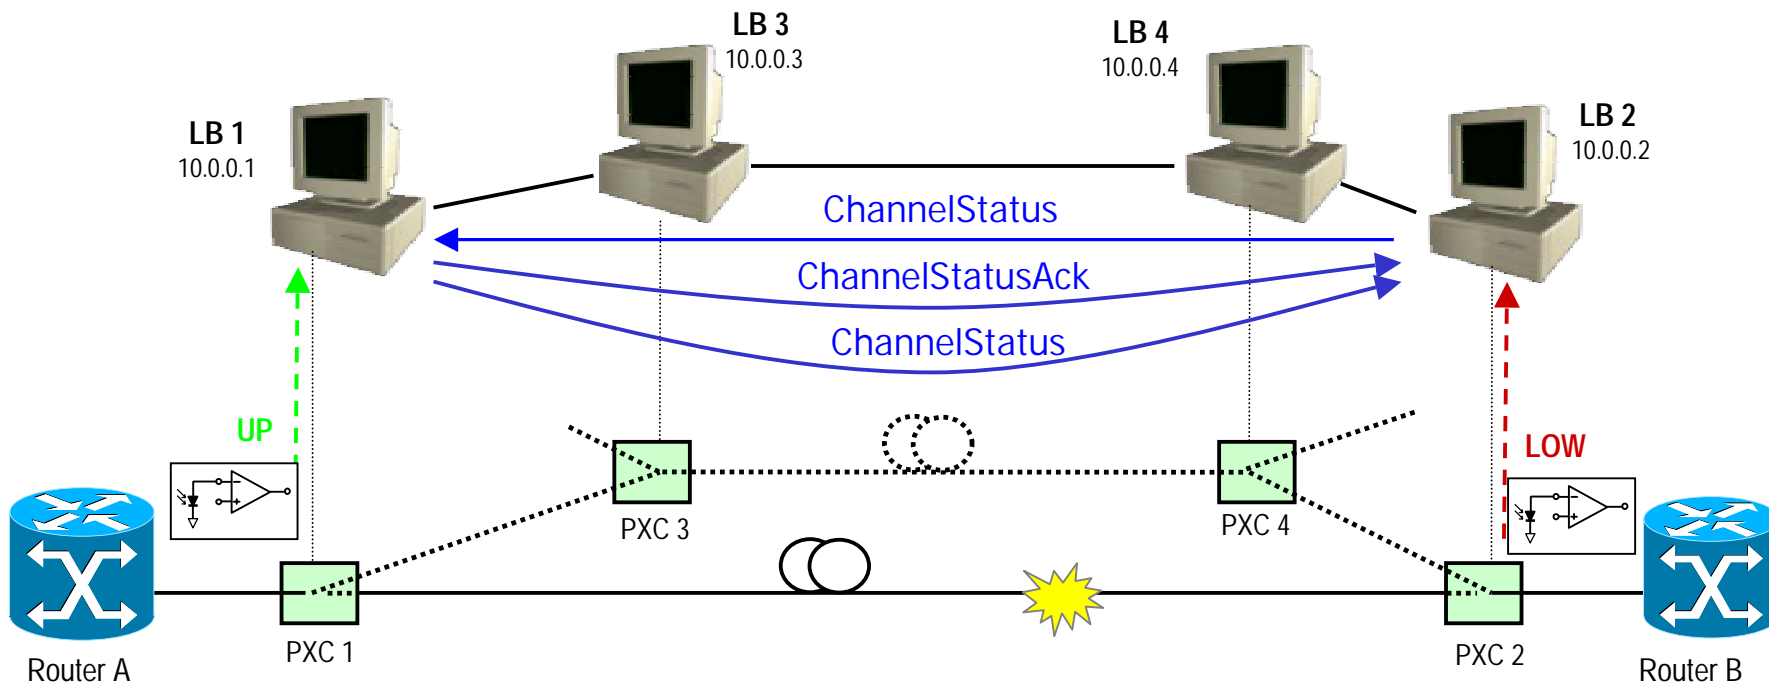 LB 3
10.0.0.3
LB 4
10.0.0.4
LB 1
10.0.0.1
LB 2
10.0.0.2
ChannelStatus
ChannelStatusAck
ChannelStatus
UP
LOW
PXC 3
PXC 4
PXC 1
PXC 2
Router A
Router B